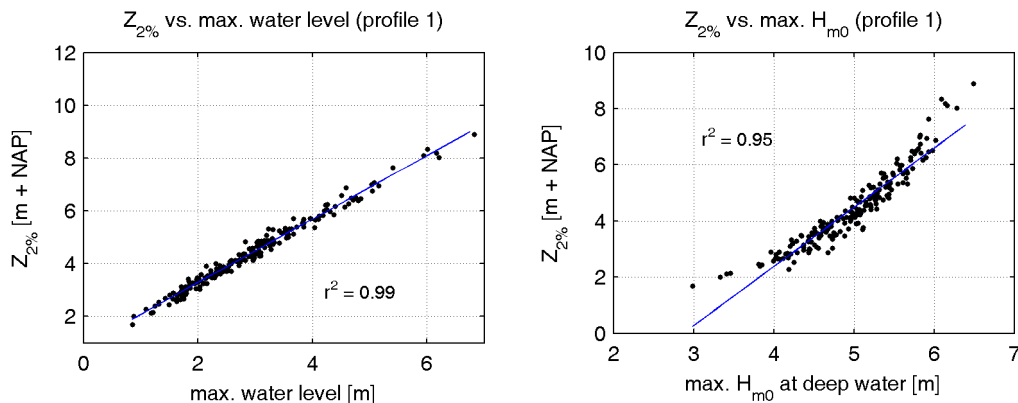 Z2% vs. max. water level (profile 1)
12
10
8
6
4
2
0
2
4
6
Z2% [m + NAP]
r² = 0.99
max. water level [m]
Z2% vs. max. Hm0 (profile 1)
10
8
6
4
2
0
2
3
4
5
6
7
Z2% [m + NAP]
r² = 0.95
max. Hm0 at deep water [m]